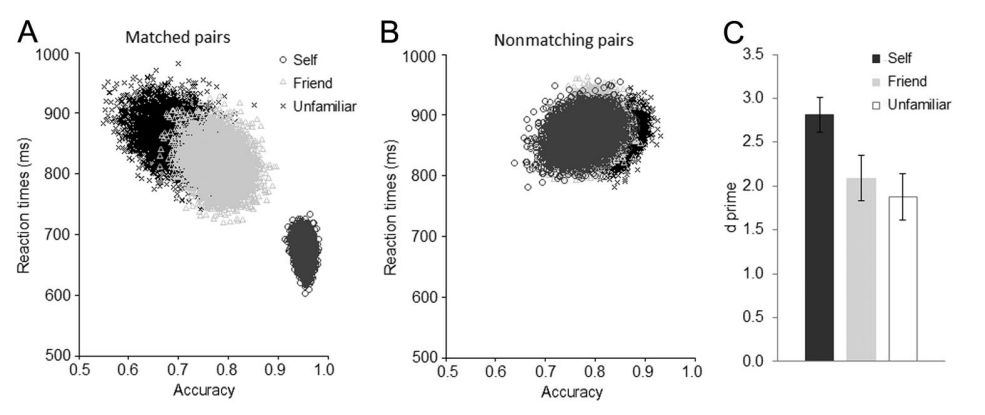 A
Matched pairs
1000
900
800
700
600
500
0.5 0.6 0.7 0.8 0.9 1.0
Reaction times (ms)
Accuracy
Self
Friend
Unfamiliar
B
Nonmatching pairs
1000
900
800
700
600
500
0.5 0.6 0.7 0.8 0.9 1.0
Reaction times (ms)
Accuracy
C
3.5
3.0
2.5
2.0
1.5
1.0
0.5
0.0
d prime
Self
Friend
Unfamiliar